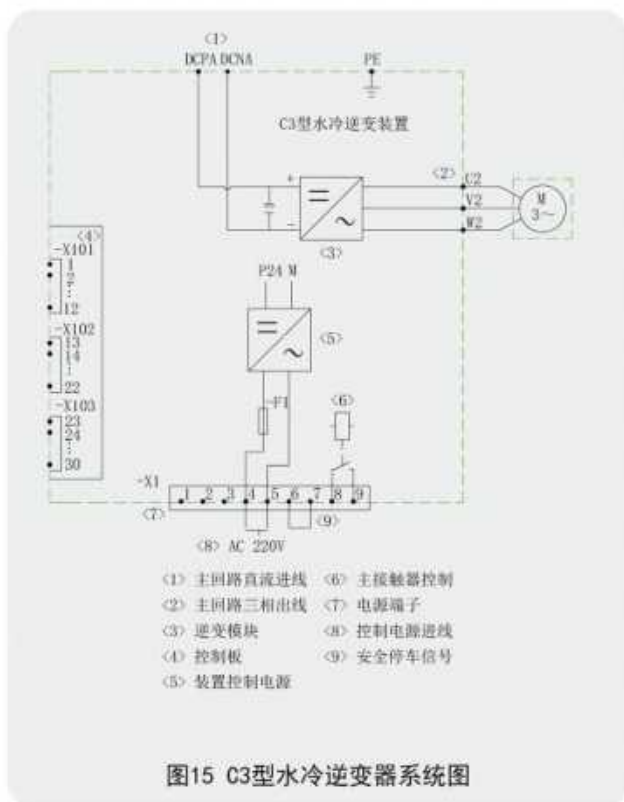 <1>
DCPA DCNA PE
C3型水冷逆变装置
+
-
<2>
U2
V2
W2
M
3~
<3>
<4>
-X101
1
2
12
-X102
13
14
22
-X103
23
24
30
P24 M
<5>
-F1
<6>
-X1
1 2 3 4 5 6 7 8 9
<7>
<9>
<8> AC 220V
<1> 主回路直流进线 <6> 主接触器控制
<2> 主回路三相出线 <7> 电源端子
<3> 逆变模块 <8> 控制电源进线
<4> 控制板 <9> 安全停车信号
<5> 装置控制电源
图15 C3型水冷逆变器系统图